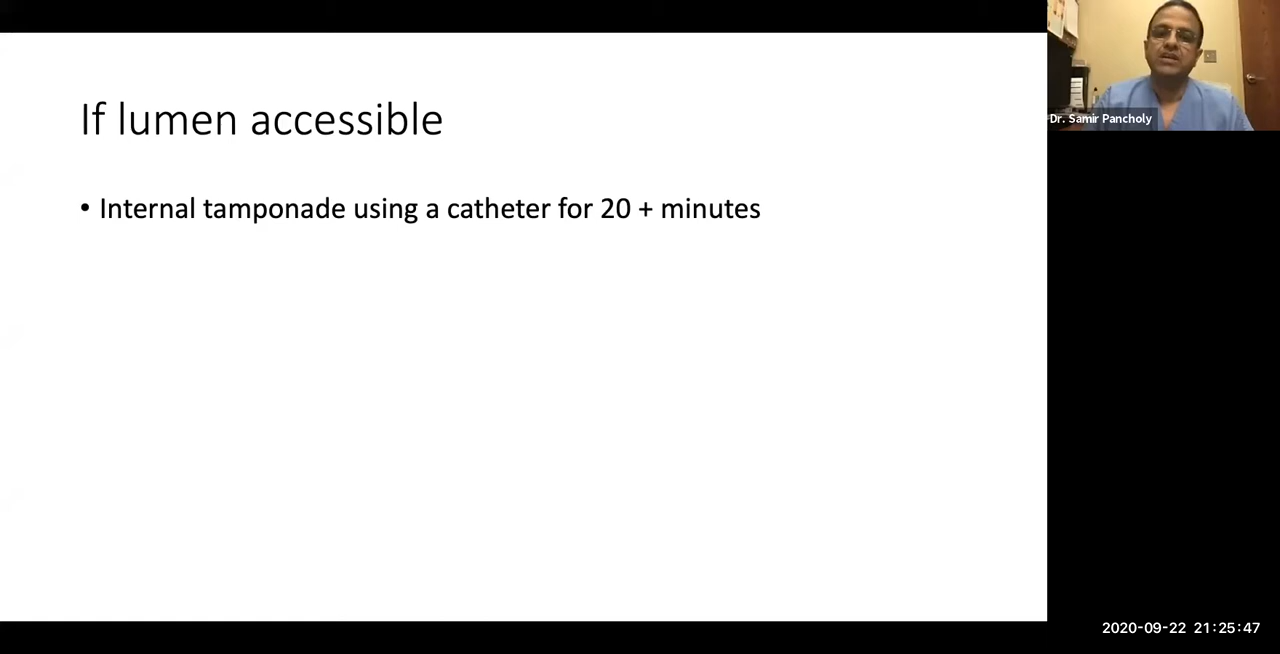 If lumen accessible
• Internal tamponade using a catheter for 20 + minutes
Dr. Samir Pancholy
2020-09-22 21:25:47